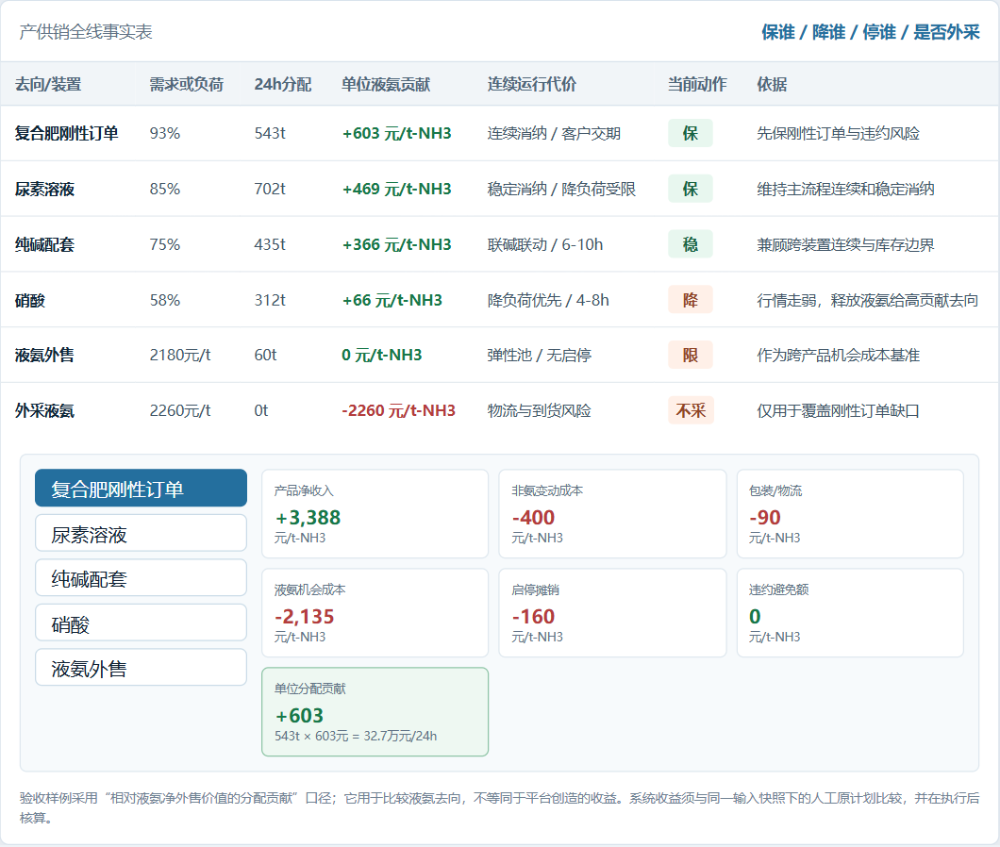 产供销全线事实表
保谁 / 降谁 / 停谁 / 是否外采
去向/装置 需求或负荷 24h分配 单位液氨贡献 连续运行代价 当前动作 依据
复合肥刚性订单 93% 543t +603 元/t-NH3 连续消纳 / 客户交期 保 先保刚性订单与违约风险
尿素溶液 85% 702t +469 元/t-NH3 稳定消纳 / 降负荷受限 保 维持主流程连续和稳定消纳
纯碱配套 75% 435t +366 元/t-NH3 联碱联动 / 6-10h 稳 兼顾跨装置连续与库存边界
硝酸 58% 312t +66 元/t-NH3 降负荷优先 / 4-8h 降 行情走弱，释放液氨给高贡献去向
液氨外售 2180元/t 60t 0 元/t-NH3 弹性池 / 无启停 限 作为跨产品机会成本基准
外采液氨 2260元/t 0t -2260 元/t-NH3 物流与到货风险 不采 仅用于覆盖刚性订单缺口
复合肥刚性订单
尿素溶液
纯碱配套
硝酸
液氨外售
产品净收入
+3,388
元/t-NH3
非氨变动成本
-400
元/t-NH3
包装/物流
-90
元/t-NH3
液氨机会成本
-2,135
元/t-NH3
启停摊销
-160
元/t-NH3
违约避免额
0
元/t-NH3
单位分配贡献
+603
543t × 603元 = 32.7万元/24h
验收样例采用“相对液氨净外售价值的分配贡献”口径；它用于比较液氨去向，不等同于平台创造的收益。系统收益须与同一输入快照下的人工原计划比较，并在执行后
核算。